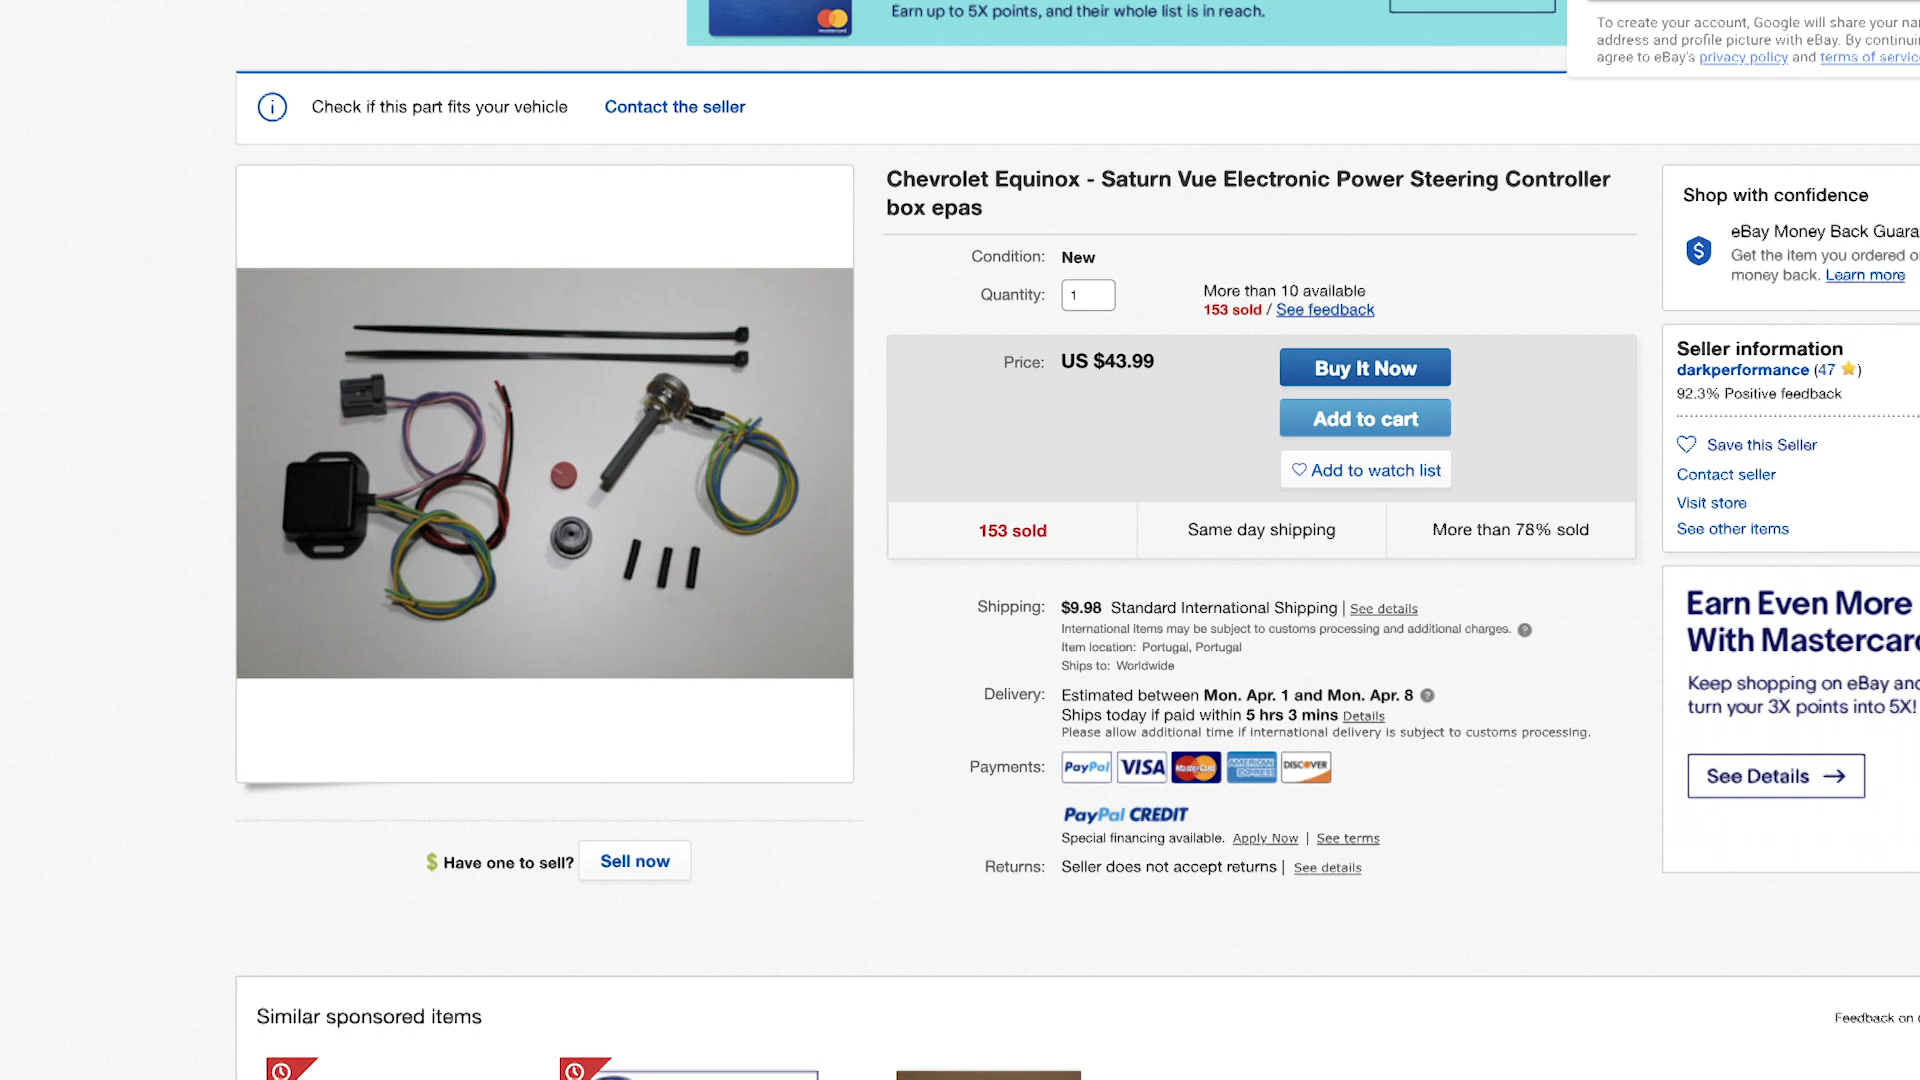 Earn up to 5X points, and their whole list is in reach.
mastercard
To create your account, Google will share your
address and profile picture with eBay. By
agree to eBay's privacy policy and terms of
Check if this part fits your vehicle
Contact the seller
Chevrolet Equinox - Saturn Vue Electronic Power Steering Controller
box epas
Condition: New
Quantity: 1
More than 10 available
153 sold / See feedback
Price: US $43.99
Buy It Now
Add to cart
Add to watch list
153 sold
Same day shipping
More than 78% sold
Shipping: $9.98 Standard International Shipping | See details
International items may be subject to customs processing and additional charges. ?
Item location: Portugal, Portugal
Ships to: Worldwide
Delivery: Estimated between Mon. Apr. 1 and Mon. Apr. 8 ?
Ships today if paid within 5 hrs 3 mins Details
Please allow additional time if international delivery is subject to customs processing.
Payments: PayPal VISA MasterCard AMERICAN EXPRESS DISCOVER
PayPal CREDIT
Special financing available. Apply Now | See terms
Returns: Seller does not accept returns | See details
$ Have one to sell? Sell now
Shop with confidence
eBay Money Back
Get the item you ordered
money back. Learn more
Seller information
darkperformance (47)
92.3% Positive feedback
Save this Seller
Contact seller
Visit store
See other items
Earn Even More
With
Keep shopping on eBay
turn your 3X points into 5X!
See Details →
Similar sponsored items
Feedback on